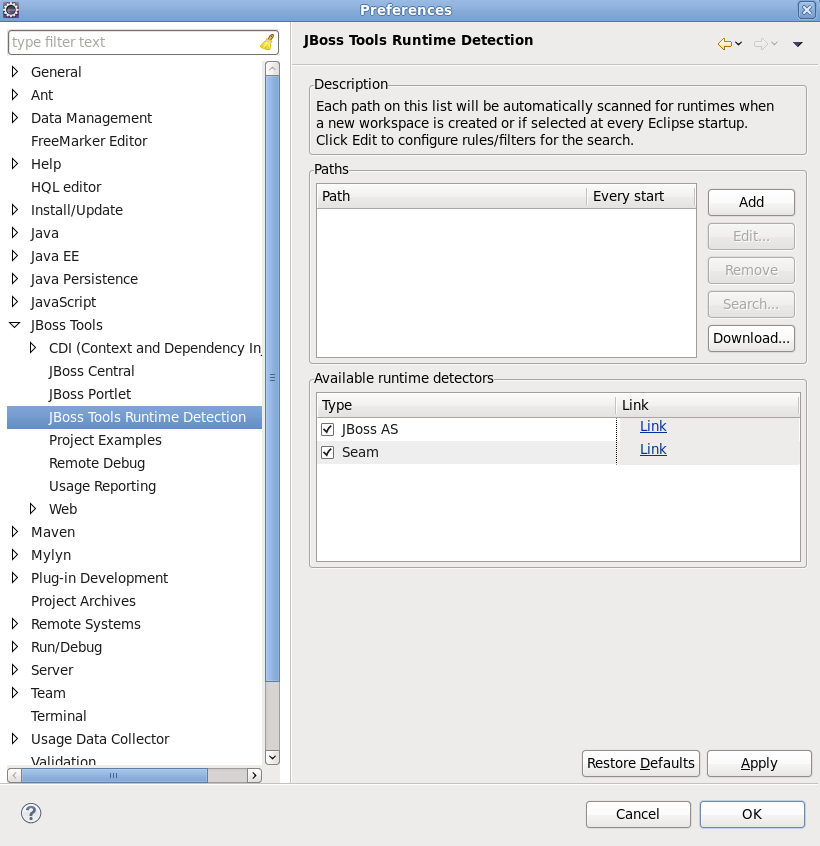 Preferences
type filter text
General
Ant
Data Management
FreeMarker Editor
Help
HQL editor
Install/Update
Java
Java EE
Java Persistence
JavaScript
JBoss Tools
CDI (Context and Dependency In
JBoss Central
JBoss Portlet
JBoss Tools Runtime Detection
Project Examples
Remote Debug
Usage Reporting
Web
Maven
Mylyn
Plug-in Development
Project Archives
Remote Systems
Run/Debug
Server
Team
Terminal
Usage Data Collector
Validation
JBoss Tools Runtime Detection
Description
Each path on this list will be automatically scanned for runtimes when
a new workspace is created or if selected at every Eclipse startup.
Click Edit to configure rules/filters for the search.
Paths
Path Every start
Add
Edit...
Remove
Search...
Download...
Available runtime detectors
Type Link
JBoss AS Link
Seam Link
Restore Defaults Apply
Cancel OK